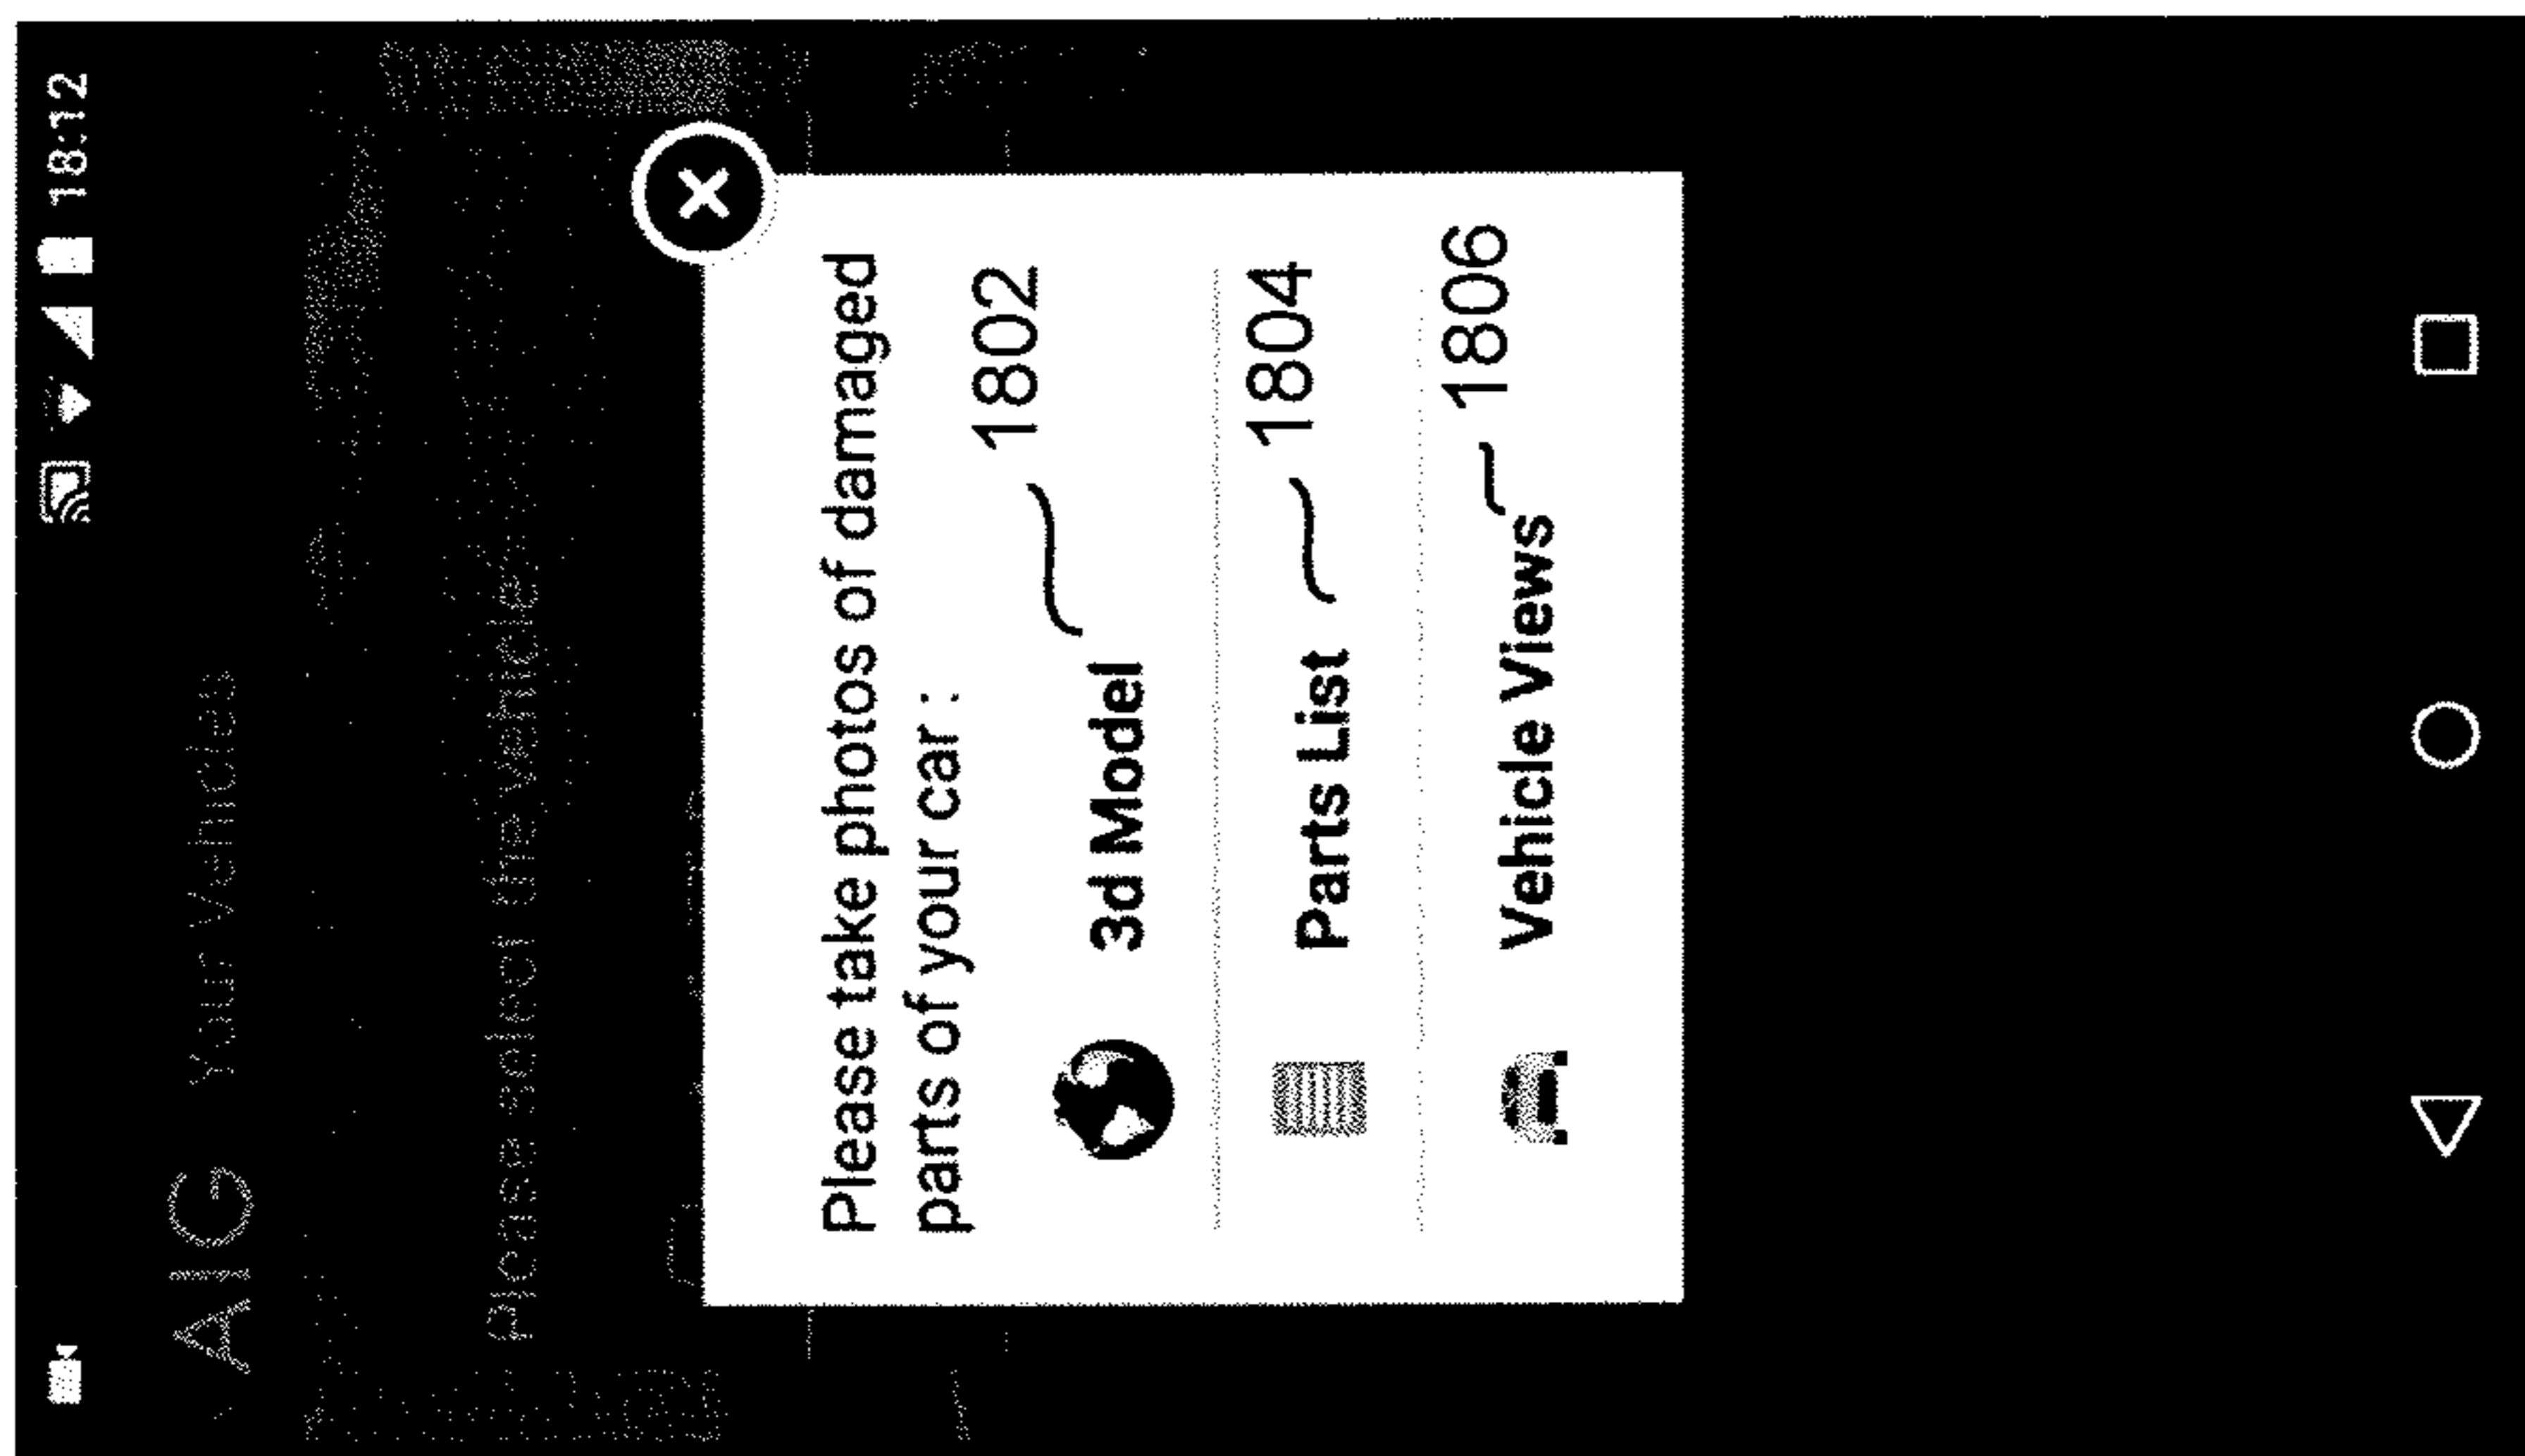 18:12
AIG Your Vehicles
Please select the vehicle
Please take photos of damaged
parts of your car :
1802
3d Model
Parts List 1804
Vehicle Views 1806